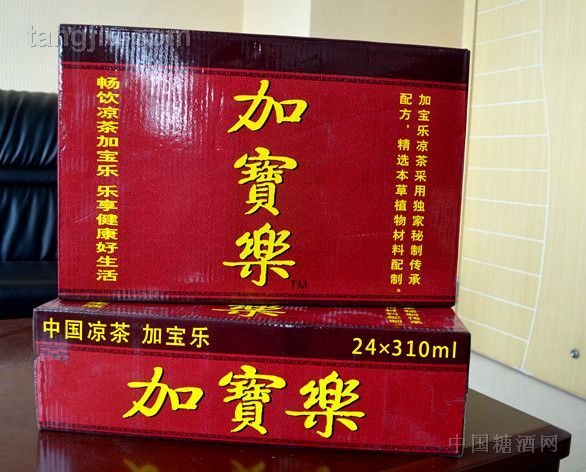 tangjiu.com
畅饮凉茶加宝乐 乐享健康好生活
加寶樂
TM
加宝乐凉茶采用独家秘制传承
配方，精选本草植物材料配制。
中国凉茶 加宝乐
24×310ml
加寶樂
中国糖酒网